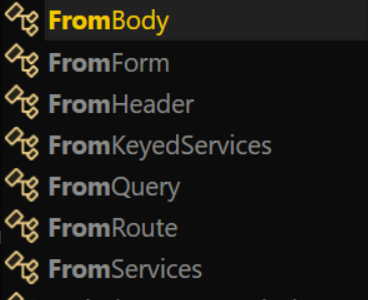 FromBody
FromForm
FromHeader
FromKeyedServices
FromQuery
FromRoute
FromServices